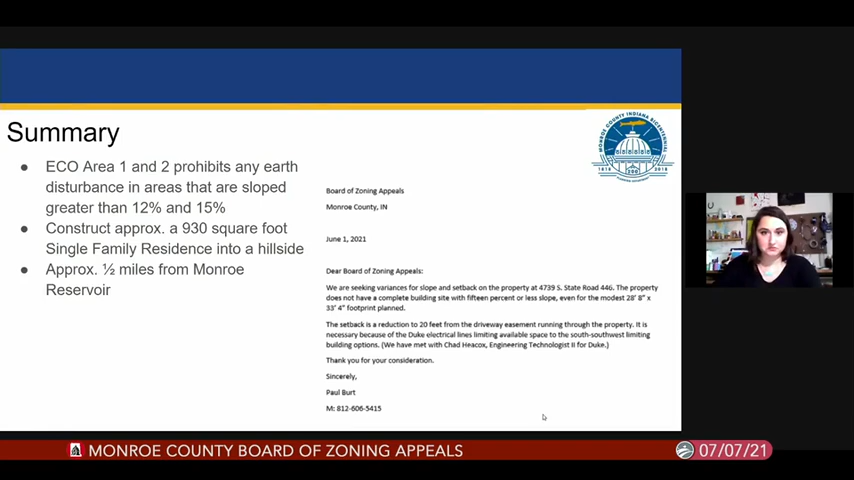 Summary
● ECO Area 1 and 2 prohibits any earth
disturbance in areas that are sloped
greater than 12% and 15%
● Construct approx. a 930 square foot
Single Family Residence into a hillside
● Approx. ½ miles from Monroe
Reservoir
MONROE COUNTY INDIANA BICENTENNIAL
1818
200
2018
Board of Zoning Appeals
Monroe County, IN
June 1, 2021
Dear Board of Zoning Appeals:
We are seeking variances for slope and setback on the property at 4739 S. State Road 446. The property
does not have a complete building site with fifteen percent or less slope, even for the modest 28' 8" x
33' 4" footprint planned.
The setback is a reduction to 20 feet from the driveway easement running through the property. It is
necessary because of the Duke electrical lines limiting available space to the south-southwest limiting
building options. (We have met with Chad Heacox, Engineering Technologist II for Duke.)
Thank you for your consideration.
Sincerely,
Paul Burt
M: 812-606-5415
MONROE COUNTY BOARD OF ZONING APPEALS
07/07/21